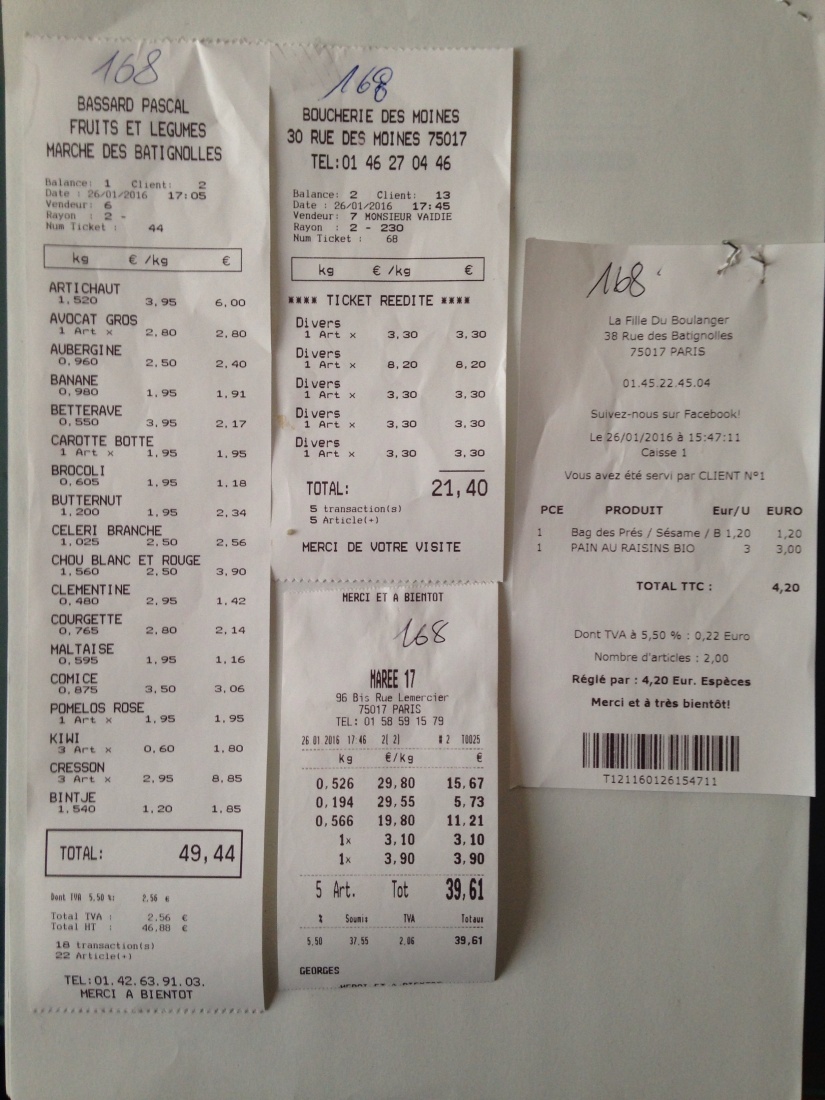 168
BASSARD PASCAL
FRUITS ET LEGUMES
MARCHE DES BATIGNOLLES
Balance: 1 Client: 2
Date : 26/01/2016 17:05
Vendeur: 6
Rayon : 2 -
Num Ticket : 44
kg € /kg €
ARTICHAUT
1,520 3,95 6,00
AVOCAT GROS
1 Art x 2,80 2,80
AUBERGINE
0,960 2,50 2,40
BANANE
0,980 1,95 1,91
BETTERAVE
0,550 3,95 2,17
CAROTTE BOTTE
1 Art x 1,95 1,95
BROCOLI
0,605 1,95 1,18
BUTTERNUT
1,200 1,95 2,34
CELERI BRANCHE
1,025 2,50 2,56
CHOU BLANC ET ROUGE
1,560 2,50 3,90
CLEMENTINE
0,480 2,95 1,42
COURGETTE
0,765 2,80 2,14
MALTAISE
0,595 1,95 1,16
COMICE
0,875 3,50 3,06
POMELOS ROSE
1 Art x 1,95 1,95
KIWI
3 Art x 0,60 1,80
CRESSON
3 Art x 2,95 8,85
BINTJE
1,540 1,20 1,85
TOTAL: 49,44
Dont TVA 5,50 %: 2,56 €
Total TVA : 2,56 €
Total HT : 46,88 €
18 transaction(s)
22 Article(+)
TEL:01.42.63.91.03.
MERCI A BIENTOT
168
BOUCHERIE DES MOINES
30 RUE DES MOINES 75017
TEL:01 46 27 04 46
Balance: 2 Client: 13
Date : 26/01/2016 17:45
Vendeur: 7 MONSIEUR VAIDIE
Rayon : 2 - 230
Num Ticket : 68
kg € /kg €
**** TICKET REEDITE ****
Divers
1 Art x 3,30 3,30
Divers
1 Art x 8,20 8,20
Divers
1 Art x 3,30 3,30
Divers
1 Art x 3,30 3,30
Divers
1 Art x 3,30 3,30
TOTAL: 21,40
5 transaction(s)
5 Article(+)
MERCI DE VOTRE VISITE
MERCI ET A BIENTOT
168
MAREE 17
96 Bis Rue Lemercier
75017 PARIS
TEL: 01 58 59 15 79
26 01 2016 17:46 2( 2) # 2 T0025
kg €/kg €
0,526 29,80 15,67
0,194 29,55 5,73
0,566 19,80 11,21
1x 3,10 3,10
1x 3,90 3,90
5 Art. Tot 39,61
% Soumis TVA Totaux
5,50 37,55 2,06 39,61
GEORGES
MERCI ET A BIENTOT
168
La Fille Du Boulanger
38 Rue des Batignolles
75017 PARIS
01.45.22.45.04
Suivez-nous sur Facebook!
Le 26/01/2016 à 15:47:11
Caisse 1
Vous avez été servi par CLIENT N°1
PCE PRODUIT Eur/U EURO
1 Bag des Prés / Sésame / B 1,20 1,20
1 PAIN AU RAISINS BIO 3 3,00
TOTAL TTC : 4,20
Dont TVA à 5,50 % : 0,22 Euro
Nombre d'articles : 2,00
Réglé par : 4,20 Eur. Espèces
Merci et à très bientôt!
T121160126154711